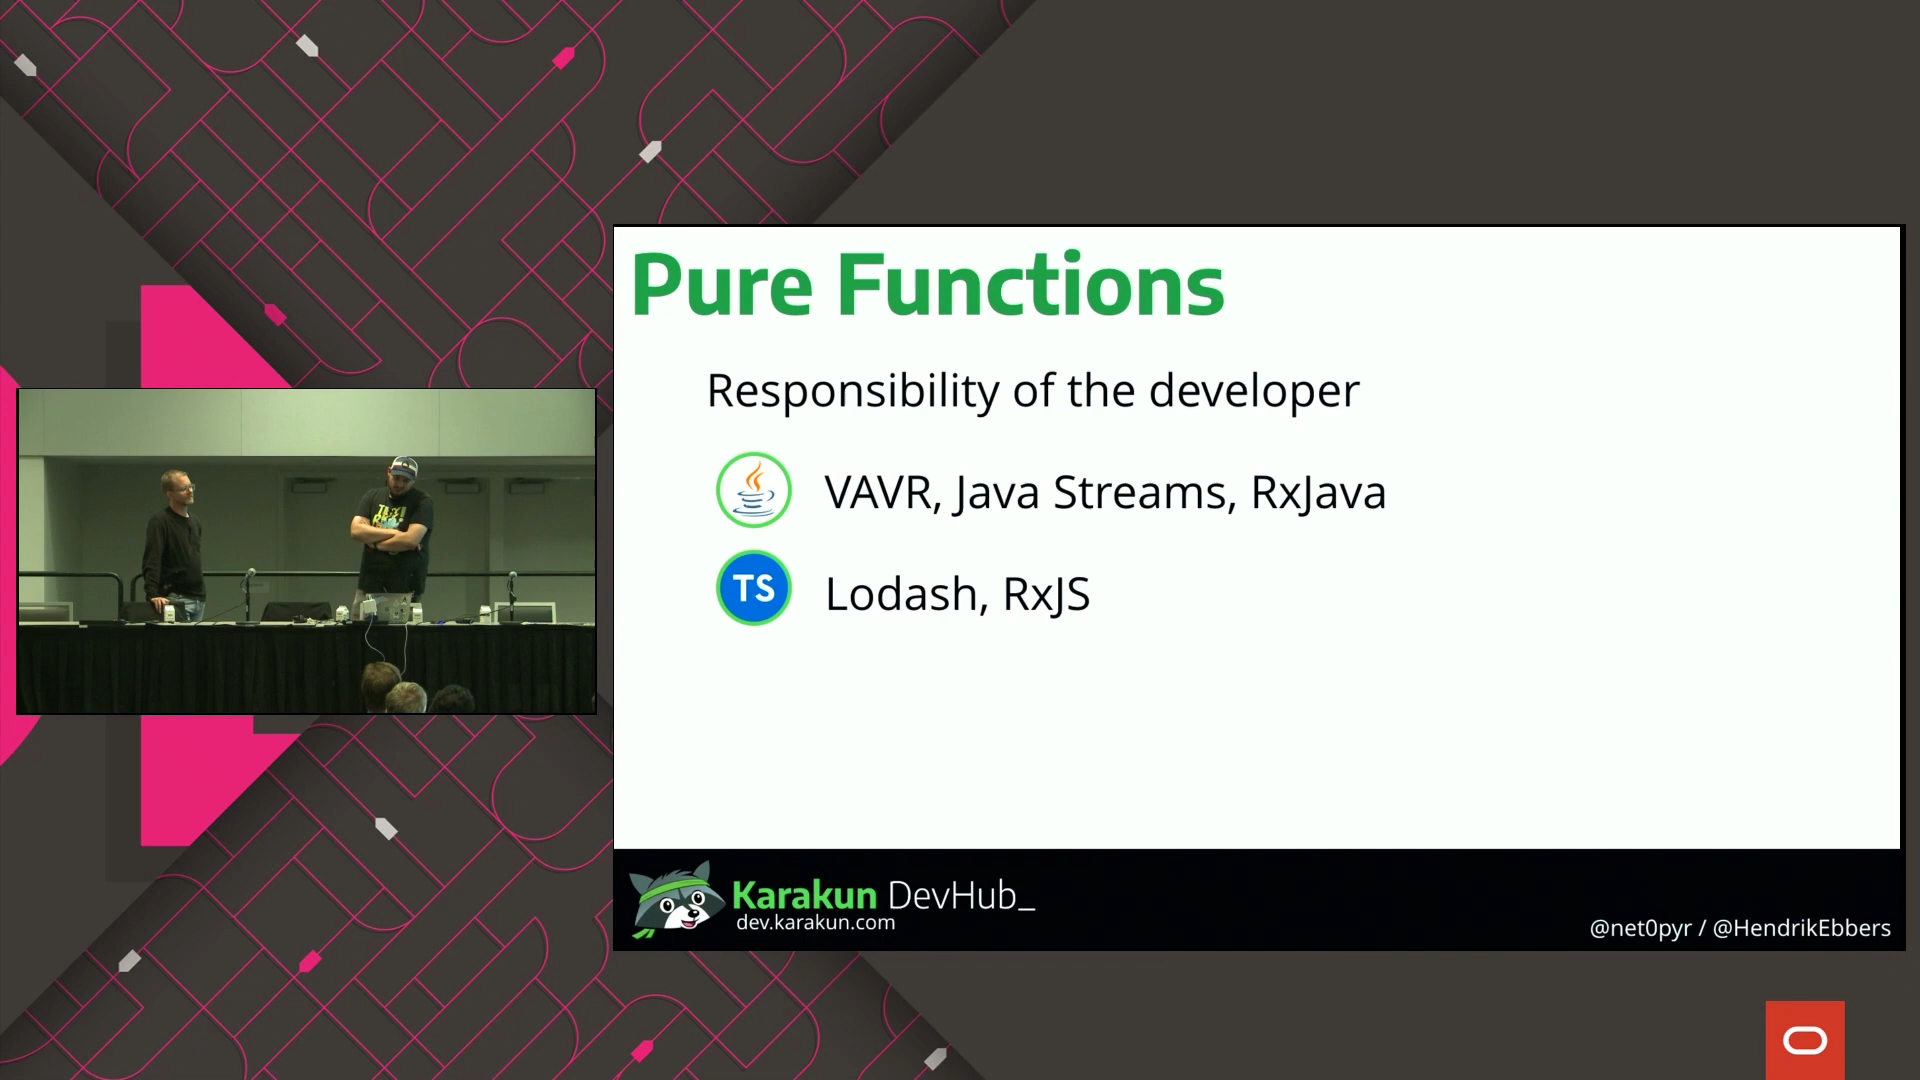 Pure Functions
Responsibility of the developer
VAVR, Java Streams, RxJava
TS
Lodash, RxJS
Karakun DevHub_
dev.karakun.com
@net0pyr / @HendrikEbbers